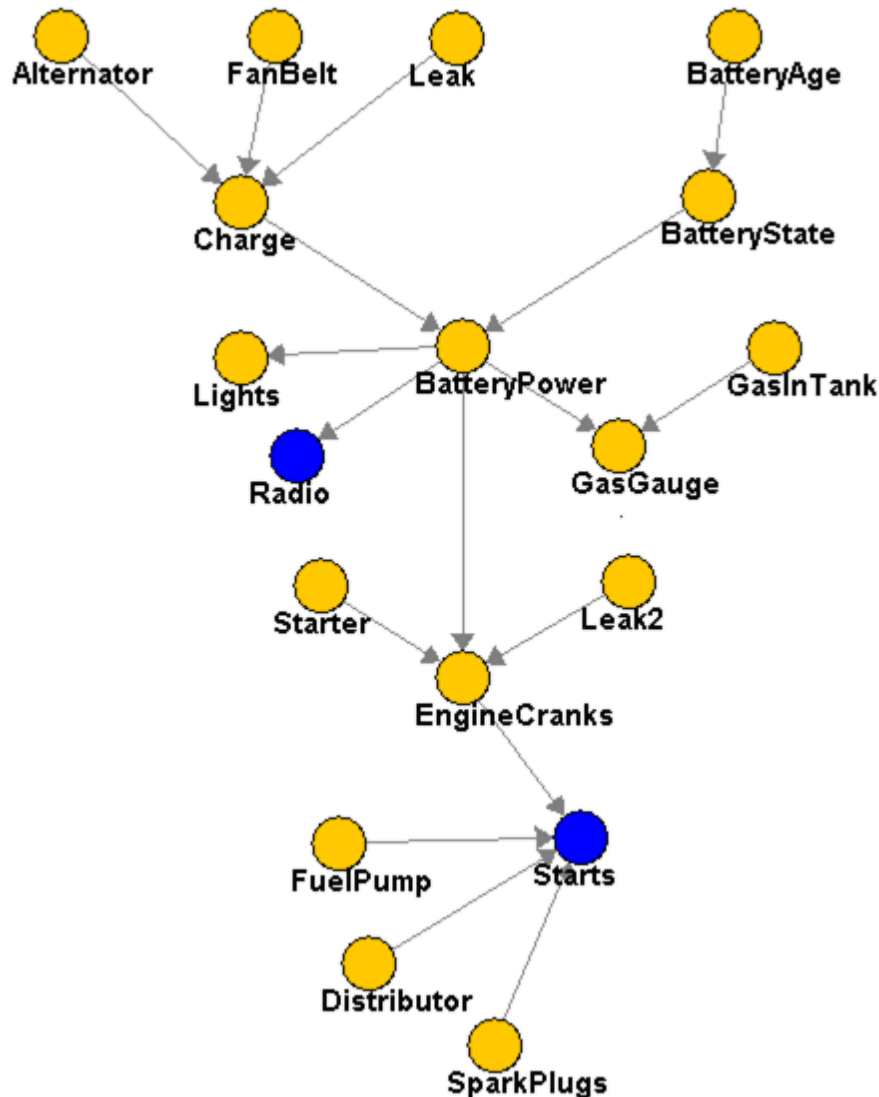 Alternator
FanBelt
Leak
BatteryAge
Charge
BatteryState
Lights
BatteryPower
GasInTank
Radio
GasGauge
Starter
Leak2
EngineCranks
FuelPump
Starts
Distributor
SparkPlugs